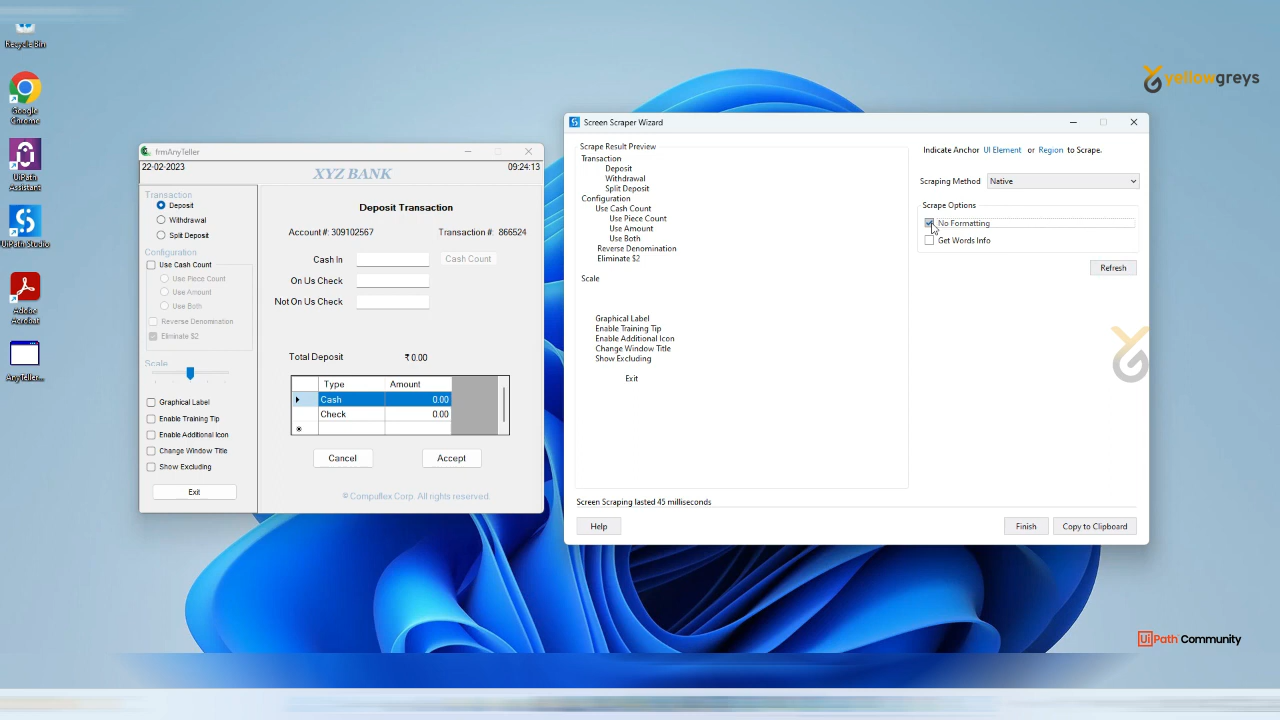 Recycle Bin
Google
Chrome
UiPath
Assistant
UiPath Studio
Adobe
Acrobat
AnyTeller...
frmAnyTeller
22-02-2023
XYZ BANK
09:24:13
Transaction
Deposit
Withdrawal
Split Deposit
Configuration
Use Cash Count
Use Piece Count
Use Amount
Use Both
Reverse Denomination
Eliminate $2
Scale
Graphical Label
Enable Training Tip
Enable Additional Icon
Change Window Title
Show Excluding
Exit
Deposit Transaction
Account #: 309102567
Transaction #: 866524
Cash In
Cash Count
On Us Check
Not On Us Check
Total Deposit
₹ 0.00
Type Amount
Cash 0.00
Check 0.00
Cancel
Accept
© Compuflex Corp. All rights reserved.
Screen Scraper Wizard
Scrape Result Preview
Transaction
Deposit
Withdrawal
Split Deposit
Configuration
Use Cash Count
Use Piece Count
Use Amount
Use Both
Reverse Denomination
Eliminate $2
Scale
Graphical Label
Enable Training Tip
Enable Additional Icon
Change Window Title
Show Excluding
Exit
Indicate Anchor UI Element or Region to Scrape.
Scraping Method Native
Scrape Options
No Formatting
Get Words Info
Refresh
Screen Scraping lasted 45 milliseconds
Help
Finish
Copy to Clipboard
yellowgreys
UiPath Community